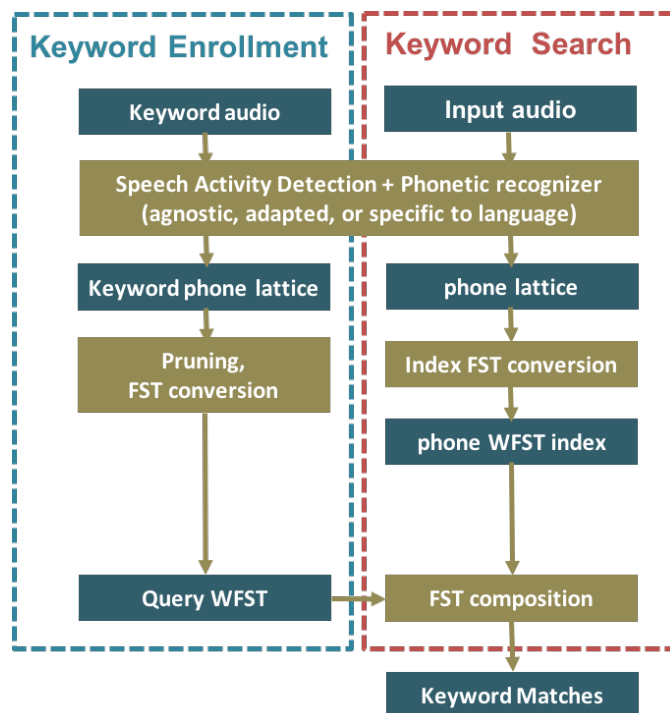 Keyword Enrollment
Keyword Search
Keyword audio
Input audio
Speech Activity Detection + Phonetic recognizer
(agnostic, adapted, or specific to language)
Keyword phone lattice
phone lattice
Pruning,
FST conversion
Index FST conversion
phone WFST index
Query WFST
FST composition
Keyword Matches